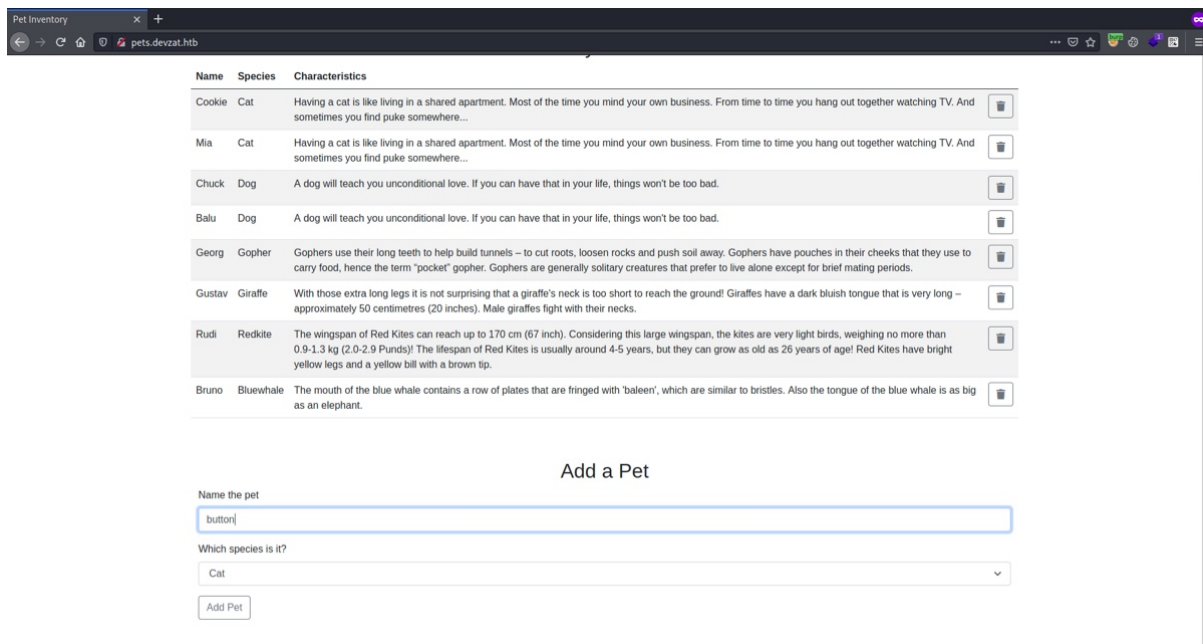 Pet Inventory
pets.devzat.htb
Name Species Characteristics
Cookie Cat Having a cat is like living in a shared apartment. Most of the time you mind your own business. From time to time you hang out together watching TV. And
sometimes you find puke somewhere...
Mia Cat Having a cat is like living in a shared apartment. Most of the time you mind your own business. From time to time you hang out together watching TV. And
sometimes you find puke somewhere...
Chuck Dog A dog will teach you unconditional love. If you can have that in your life, things won't be too bad.
Balu Dog A dog will teach you unconditional love. If you can have that in your life, things won't be too bad.
Georg Gopher Gophers use their long teeth to help build tunnels – to cut roots, loosen rocks and push soil away. Gophers have pouches in their cheeks that they use to
carry food, hence the term “pocket” gopher. Gophers are generally solitary creatures that prefer to live alone except for brief mating periods.
Gustav Giraffe With those extra long legs it is not surprising that a giraffe's neck is too short to reach the ground! Giraffes have a dark bluish tongue that is very long –
approximately 50 centimetres (20 inches). Male giraffes fight with their necks.
Rudi Redkite The wingspan of Red Kites can reach up to 170 cm (67 inch). Considering this large wingspan, the kites are very light birds, weighing no more than
0.9-1.3 kg (2.0-2.9 Punds)! The lifespan of Red Kites is usually around 4-5 years, but they can grow as old as 26 years of age! Red Kites have bright
yellow legs and a yellow bill with a brown tip.
Bruno Bluewhale The mouth of the blue whale contains a row of plates that are fringed with 'baleen', which are similar to bristles. Also the tongue of the blue whale is as big
as an elephant.
Add a Pet
Name the pet
button
Which species is it?
Cat
Add Pet